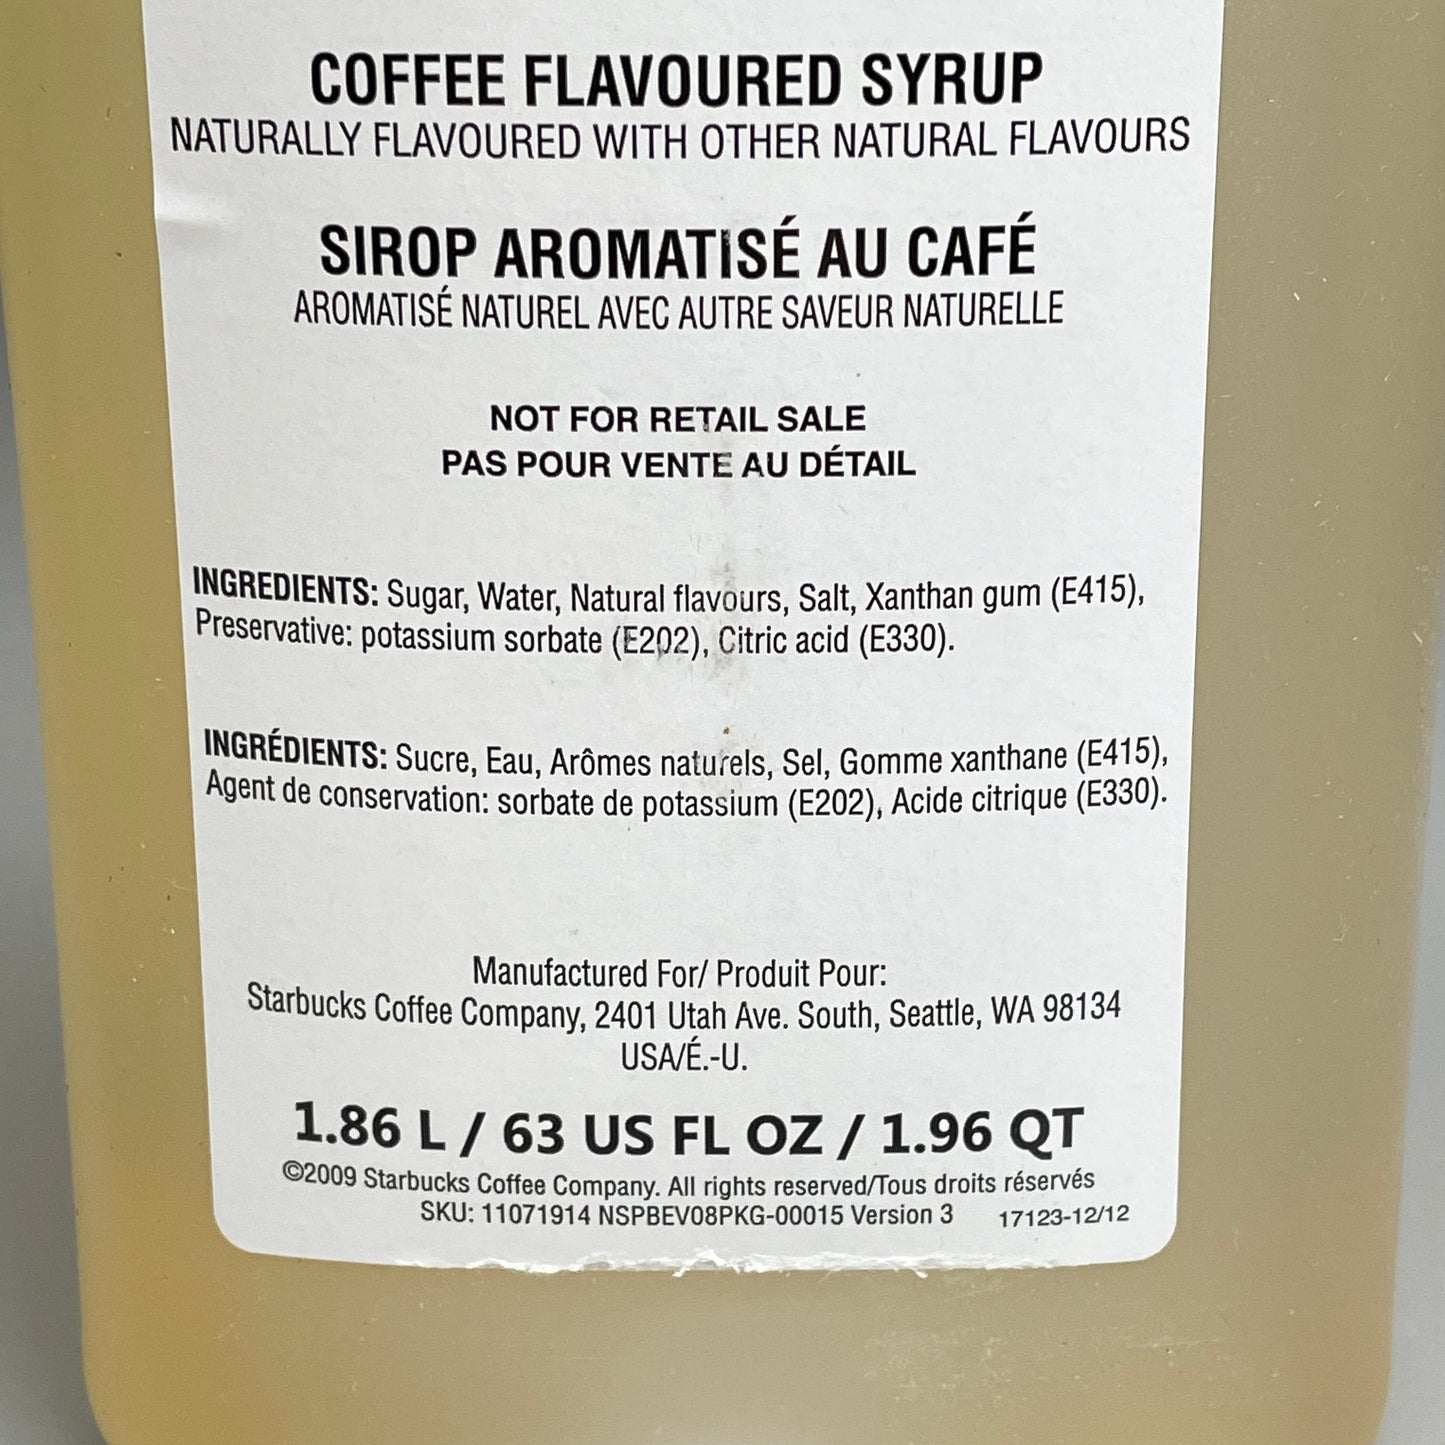 COFFEE FLAVOURED SYRUP
NATURALLY FLAVOURED WITH OTHER NATURAL FLAVOURS
SIROP AROMATISÉ AU CAFÉ
AROMATISÉ NATUREL AVEC AUTRE SAVEUR NATURELLE
NOT FOR RETAIL SALE
PAS POUR VENTE AU DÉTAIL
INGREDIENTS: Sugar, Water, Natural flavours, Salt, Xanthan gum (E415),
Preservative: potassium sorbate (E202), Citric acid (E330).
INGRÉDIENTS: Sucre, Eau, Arômes naturels, Sel, Gomme xanthane (E415),
Agent de conservation: sorbate de potassium (E202), Acide citrique (E330).
Manufactured For/ Produit Pour:
Starbucks Coffee Company, 2401 Utah Ave. South, Seattle, WA 98134
USA/É.-U.
1.86 L / 63 US FL OZ / 1.96 QT
©2009 Starbucks Coffee Company. All rights reserved/Tous droits réservés
SKU: 11071914 NSPBEV08PKG-00015 Version 3 17123-12/12